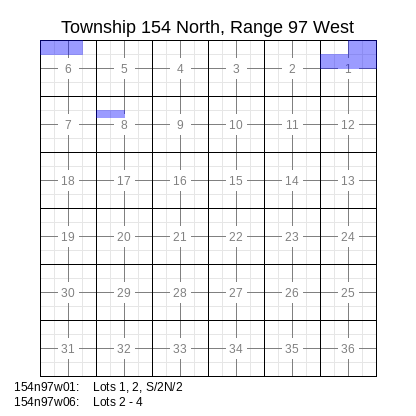 Township 154 North, Range 97 West
6 5 4 3 2 1
7 8 9 10 11 12
18 17 16 15 14 13
19 20 21 22 23 24
30 29 28 27 26 25
31 32 33 34 35 36
154n97w01: Lots 1, 2, S/2N/2
154n97w06: Lots 2 - 4